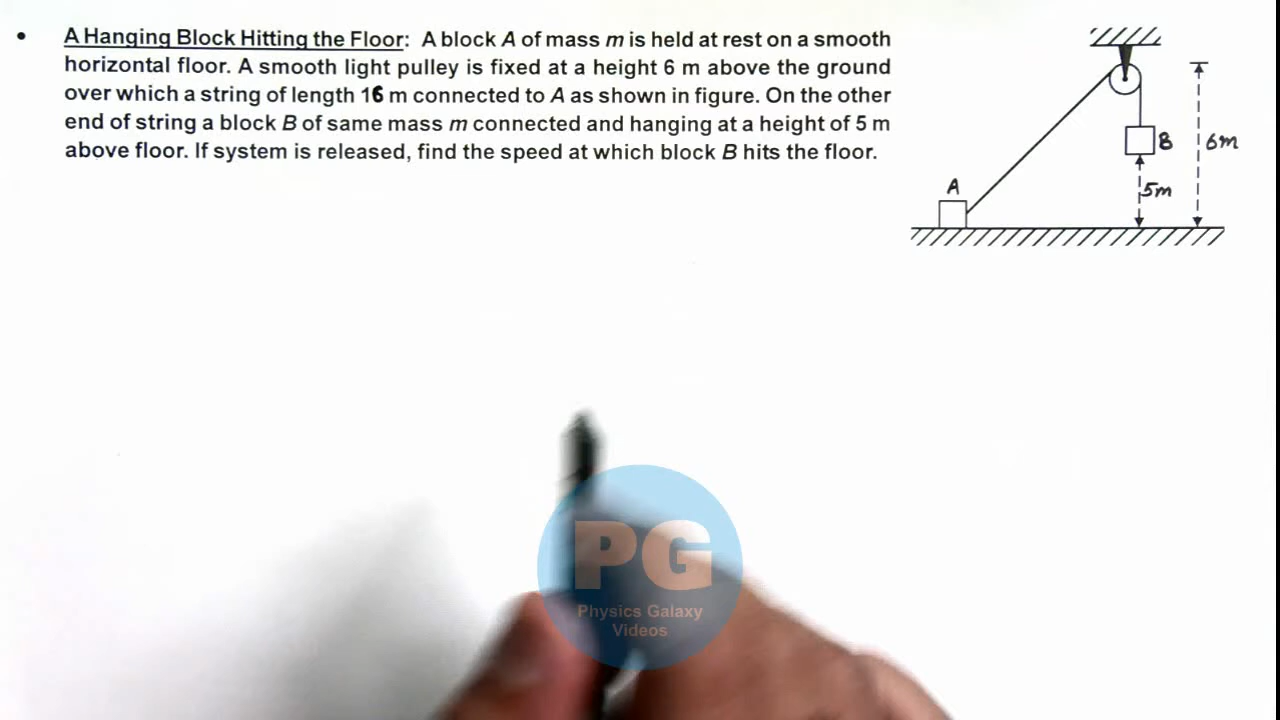 • A Hanging Block Hitting the Floor: A block A of mass m is held at rest on a smooth
horizontal floor. A smooth light pulley is fixed at a height 6 m above the ground
over which a string of length 16 m connected to A as shown in figure. On the other
end of string a block B of same mass m connected and hanging at a height of 5 m
above floor. If system is released, find the speed at which block B hits the floor.
B
6m
5m
A
PG
Physics Galaxy
Videos